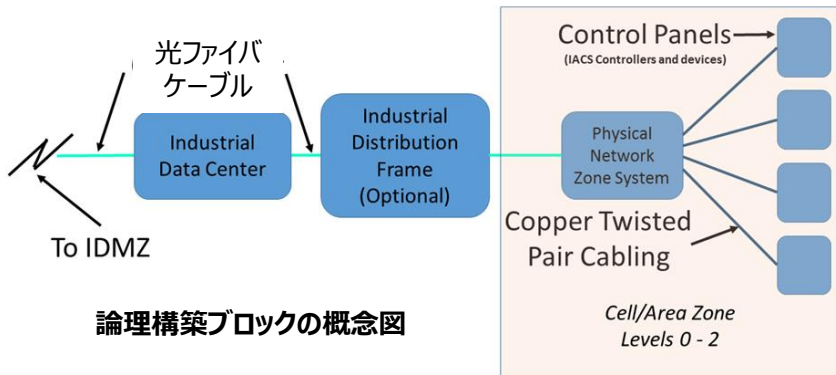 光ファイバ
ケーブル
Control Panels
(IACS Controllers and devices)
Industrial
Data Center
Industrial
Distribution
Frame
(Optional)
Physical
Network
Zone System
To IDMZ
Copper Twisted
Pair Cabling
論理構築ブロックの概念図
Cell/Area Zone
Levels 0 - 2